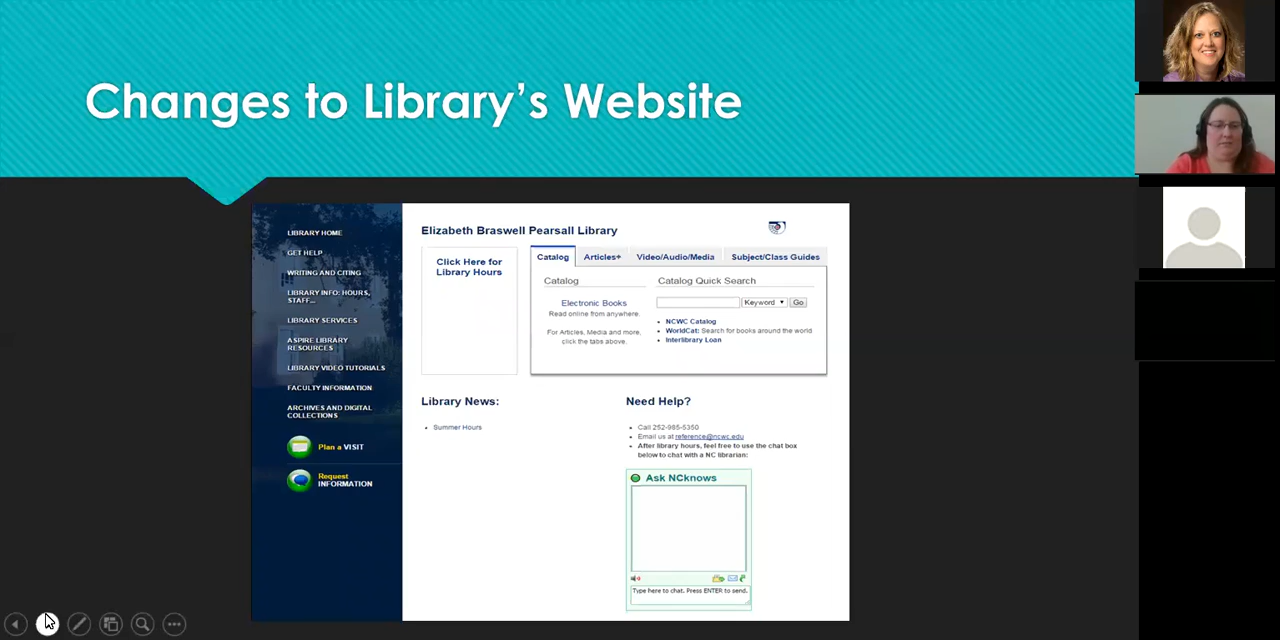 Changes to Library's Website
LIBRARY HOME
GET HELP
WRITING AND CITING
LIBRARY INFO: HOURS,
STAFF...
LIBRARY SERVICES
ASPIRE LIBRARY
RESOURCES
LIBRARY VIDEO TUTORIALS
FACULTY INFORMATION
ARCHIVES AND DIGITAL
COLLECTIONS
Plan a VISIT
Request
INFORMATION
Elizabeth Braswell Pearsall Library
Click Here for
Library Hours
Catalog Articles+ Video/Audio/Media Subject/Class Guides
Catalog
Electronic Books
Read online from anywhere.
For Articles, Media and more,
click the tabs above.
Catalog Quick Search
Keyword Go
NCWC Catalog
WorldCat: Search for books around the world
Interlibrary Loan
Library News:
Summer Hours
Need Help?
Call 252-985-5350
Email us at reference@ncwc.edu
After library hours, feel free to use the chat box
below to chat with a NC librarian:
Ask NCknows
Type here to chat. Press ENTER to send.